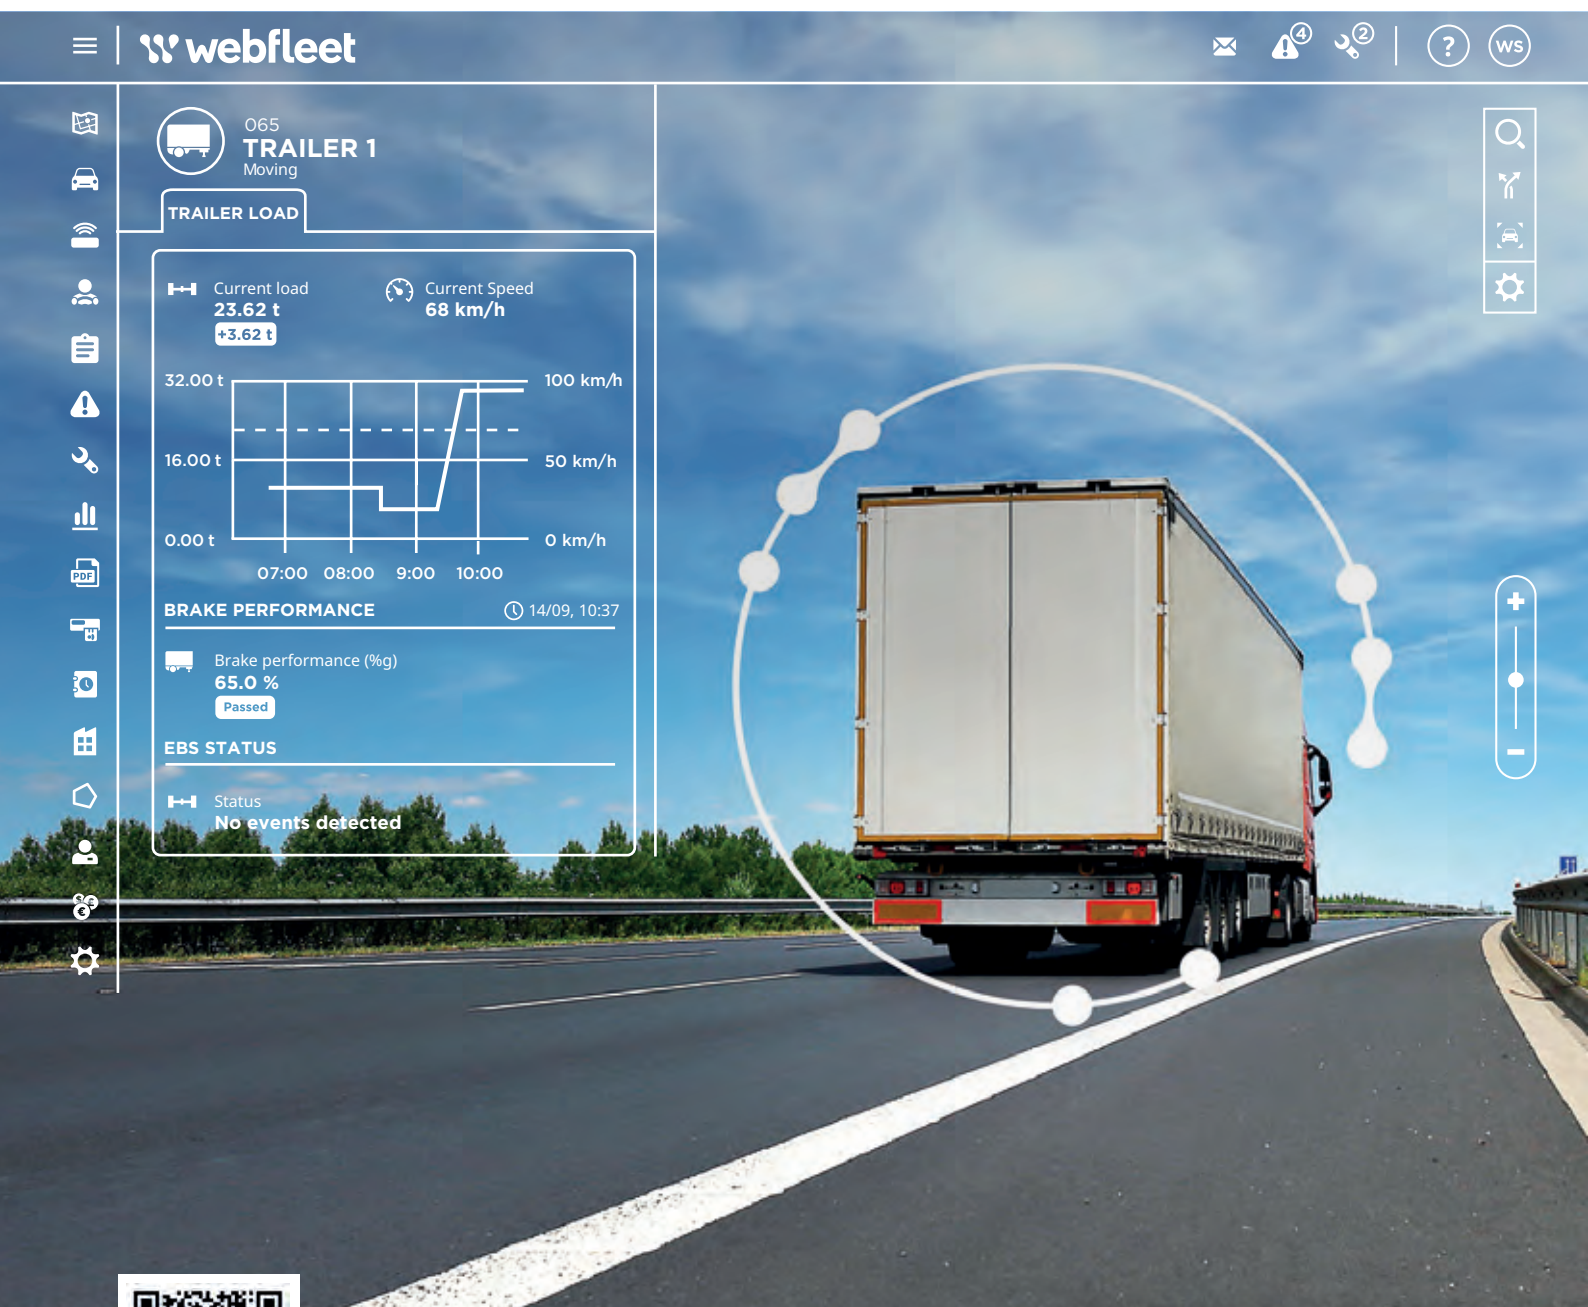 webfleet
4
2
?
WS
065
TRAILER 1
Moving
TRAILER LOAD
Current load
23.62 t
+3.62 t
Current Speed
68 km/h
32.00 t
100 km/h
16.00 t
50 km/h
0.00 t
0 km/h
07:00 08:00 9:00 10:00
BRAKE PERFORMANCE
14/09, 10:37
Brake performance (%g)
65.0 %
Passed
EBS STATUS
Status
No events detected
PDF